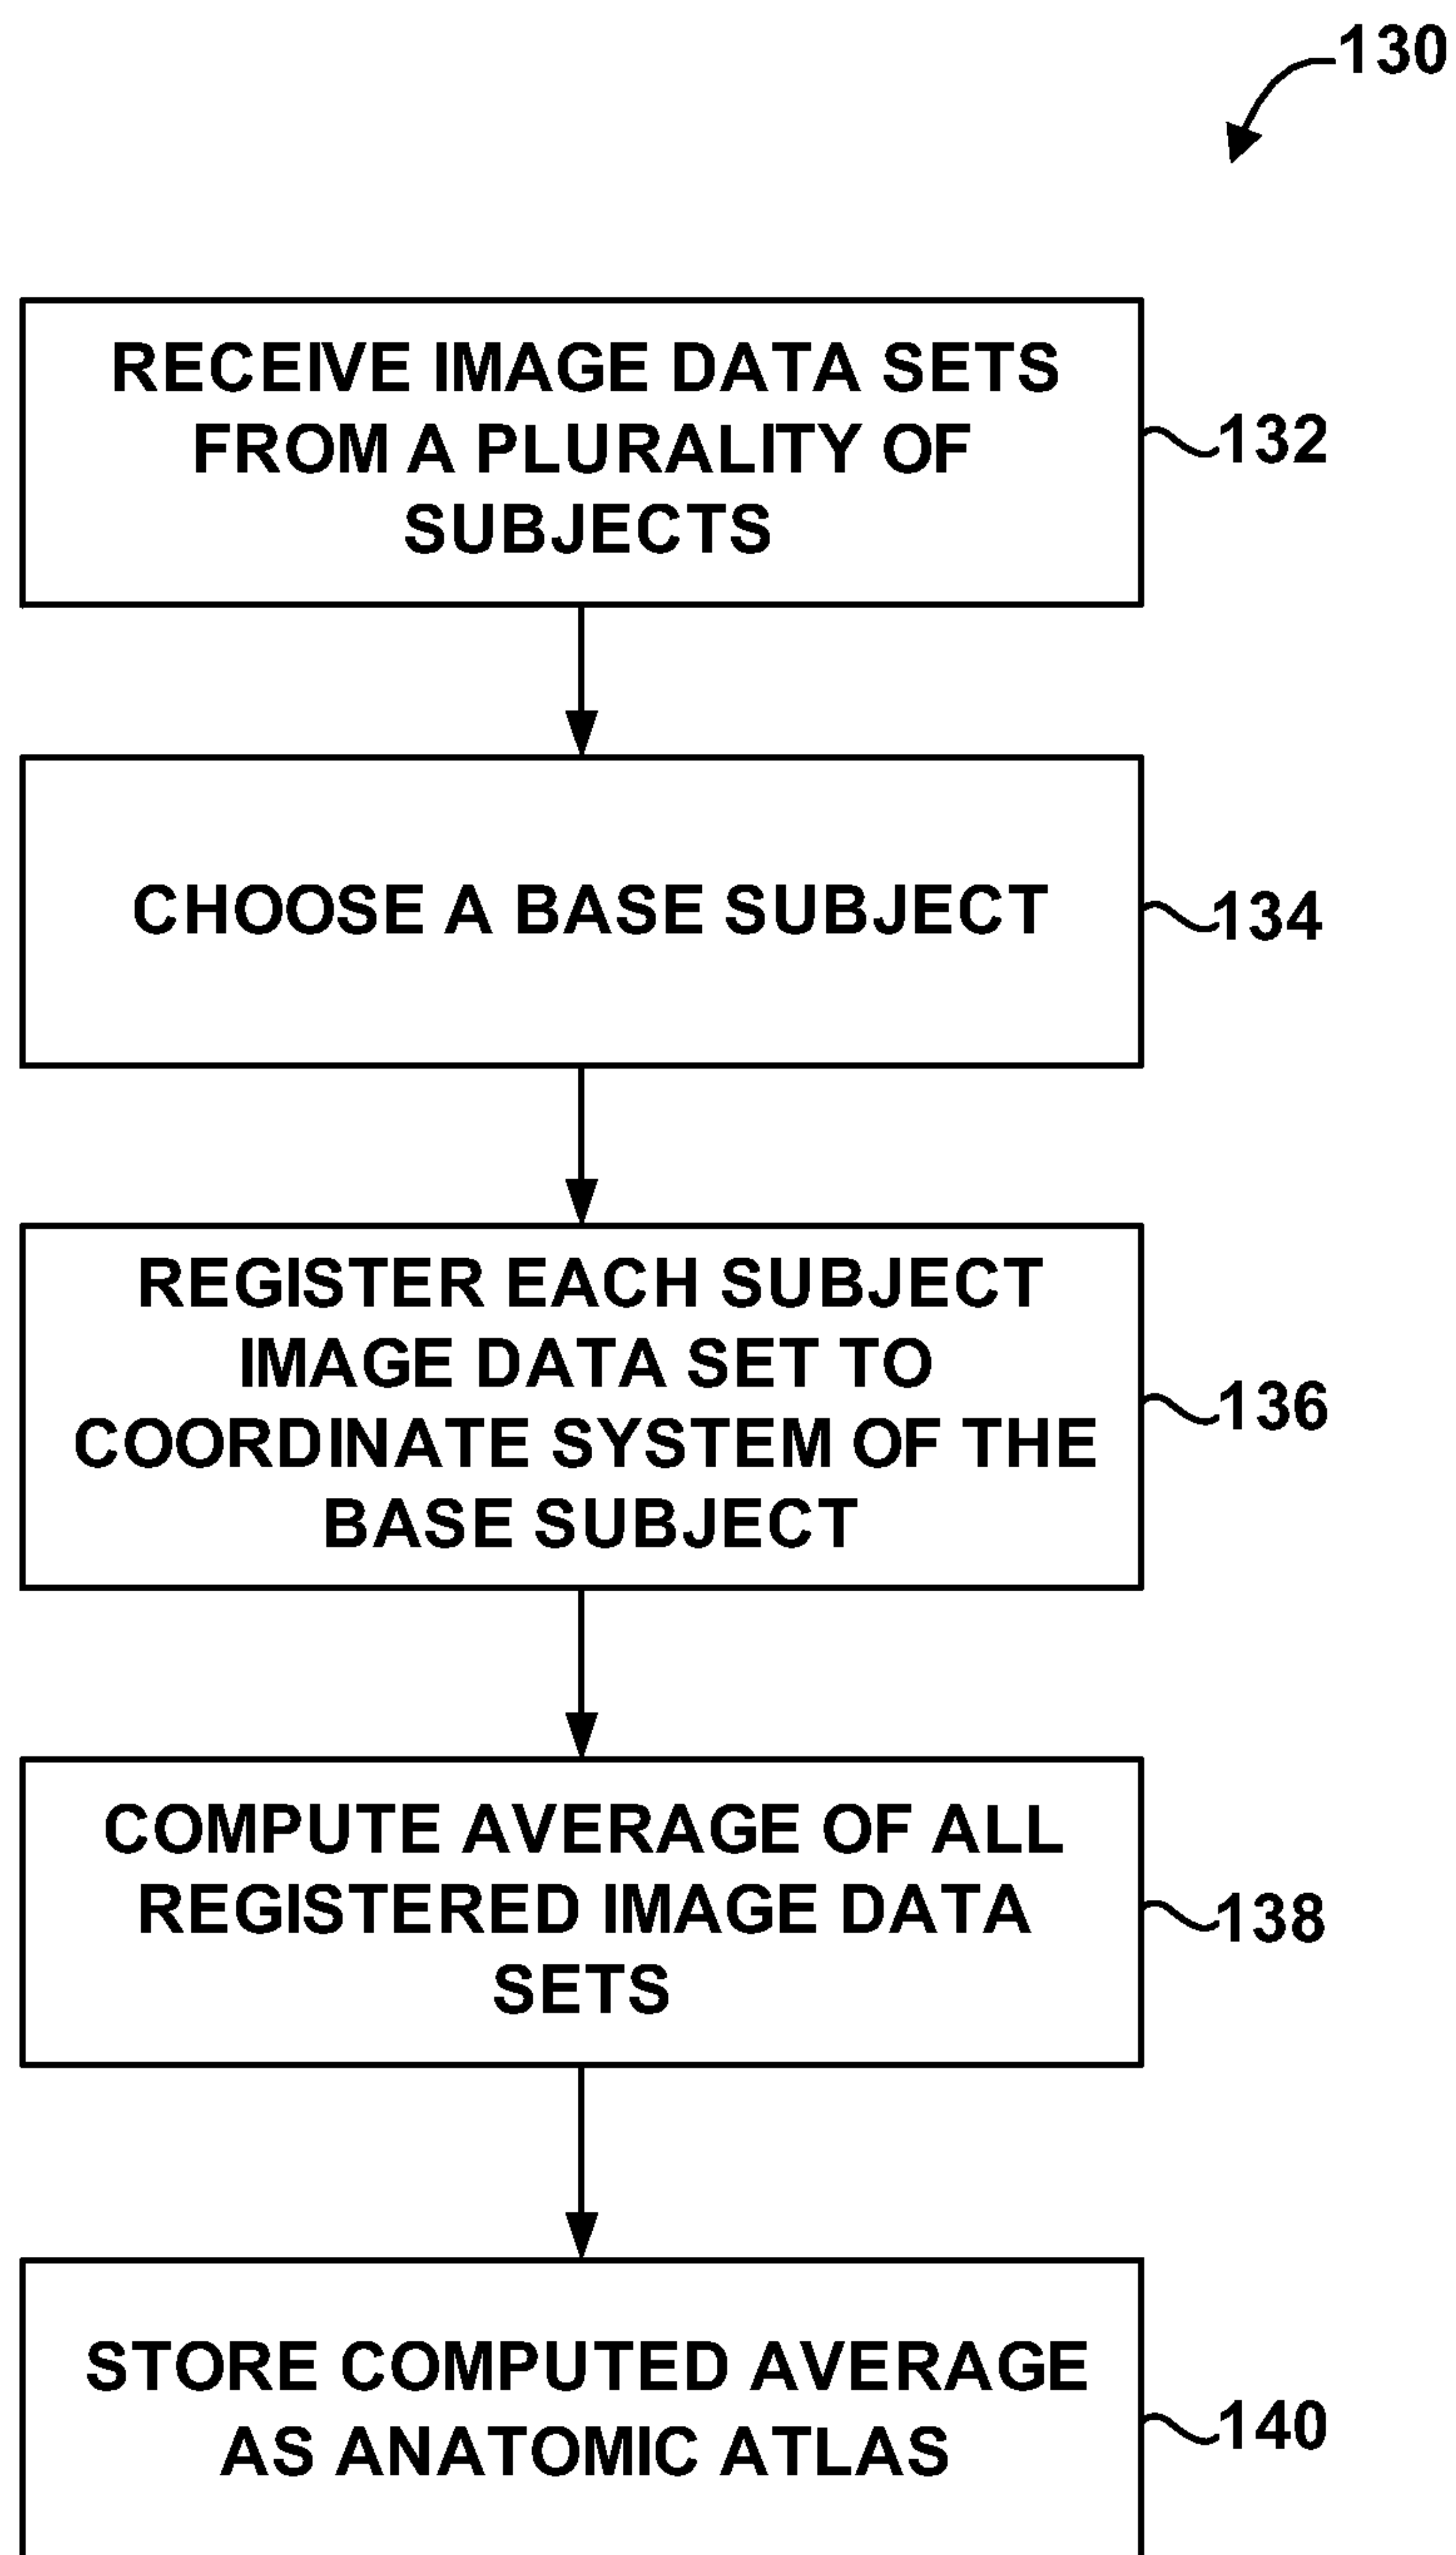 130
RECEIVE IMAGE DATA SETS
FROM A PLURALITY OF
SUBJECTS
132
CHOOSE A BASE SUBJECT
134
REGISTER EACH SUBJECT
IMAGE DATA SET TO
COORDINATE SYSTEM OF THE
BASE SUBJECT
136
COMPUTE AVERAGE OF ALL
REGISTERED IMAGE DATA
SETS
138
STORE COMPUTED AVERAGE
AS ANATOMIC ATLAS
140